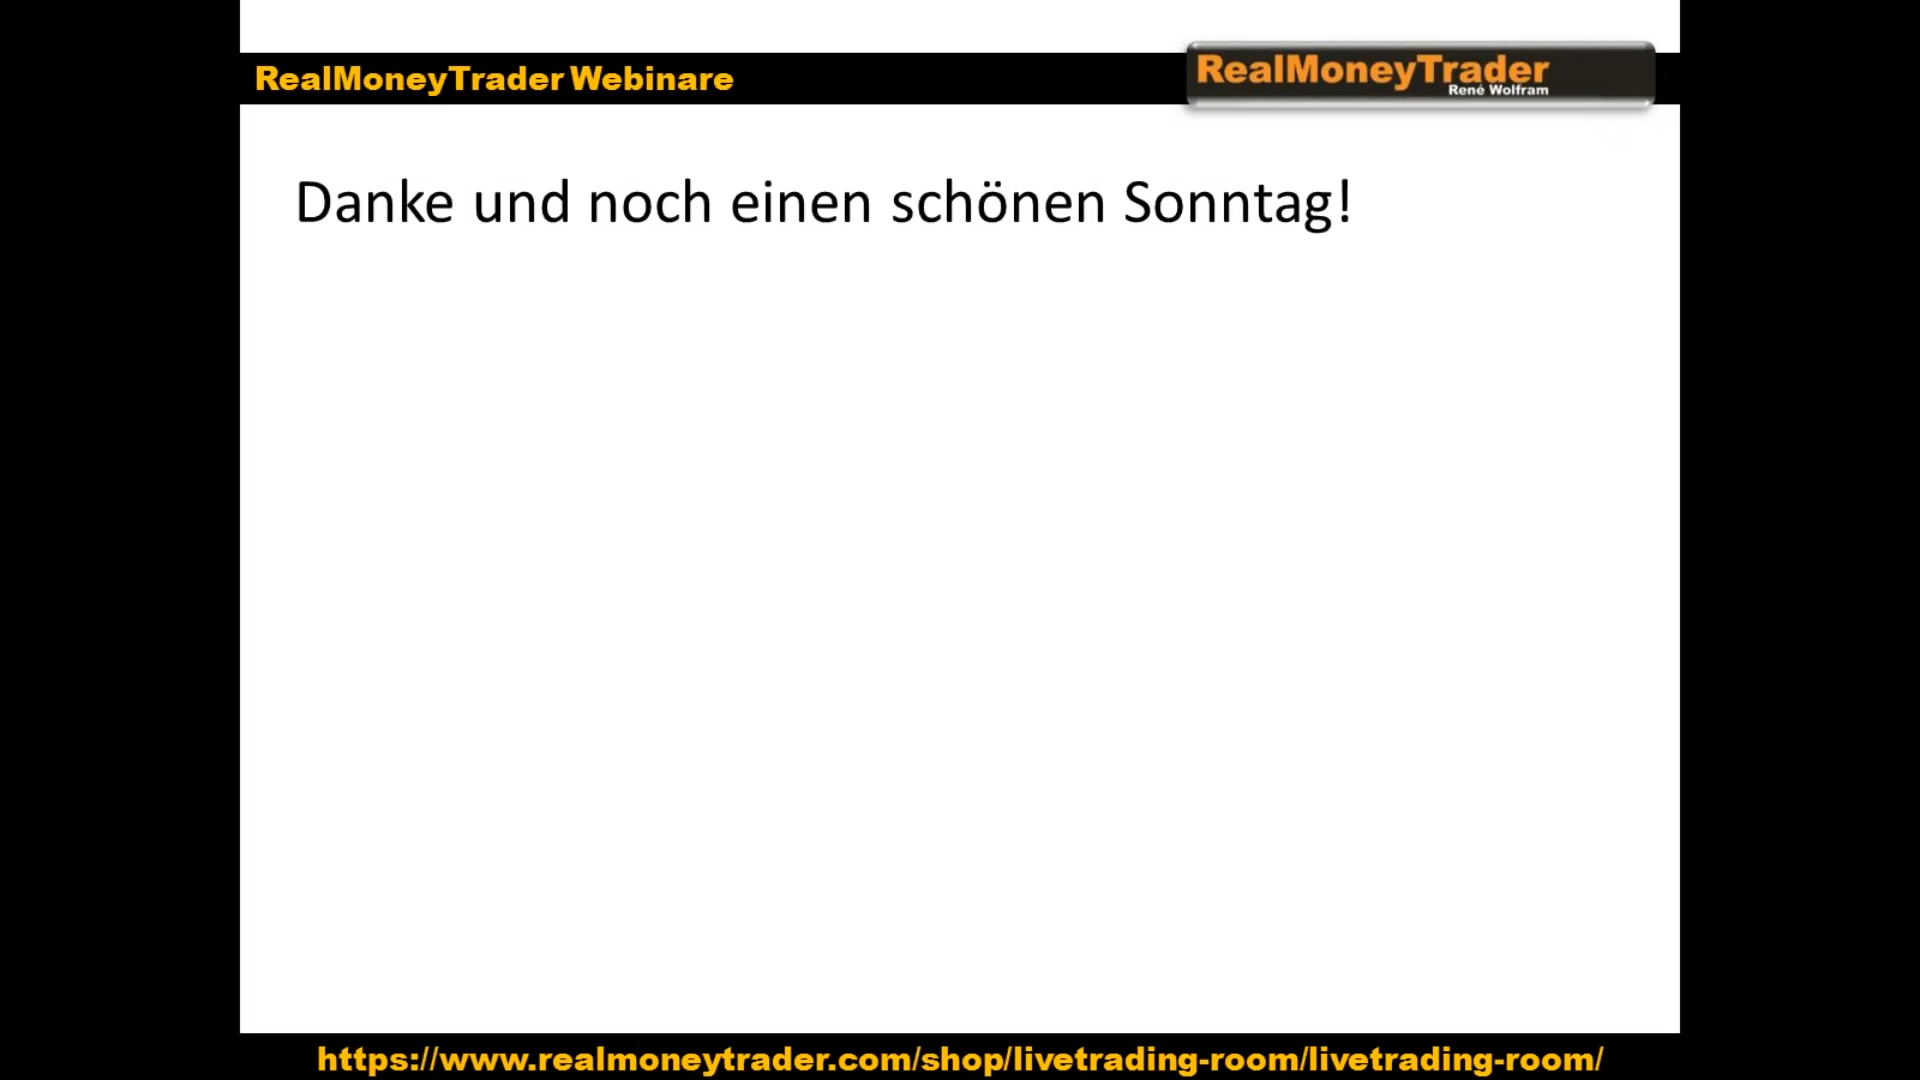 RealMoneyTrader Webinare
RealMoneyTrader
René Wolfram
Danke und noch einen schönen Sonntag!
https://www.realmoneytrader.com/shop/livetrading-room/livetrading-room/